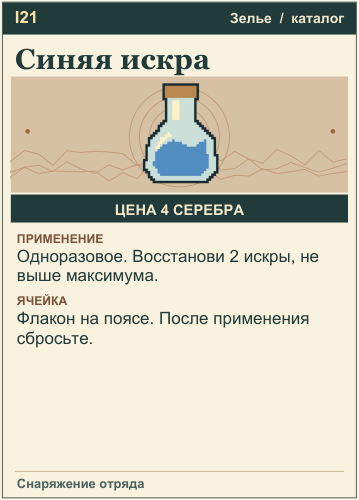 I21
Зелье / каталог
Синяя искра
ЦЕНА 4 СЕРЕБРА
ПРИМЕНЕНИЕ
Одноразовое. Восстанови 2 искры, не
выше максимума.
ЯЧЕЙКА
Флакон на поясе. После применения
сбросьте.
Снаряжение отряда